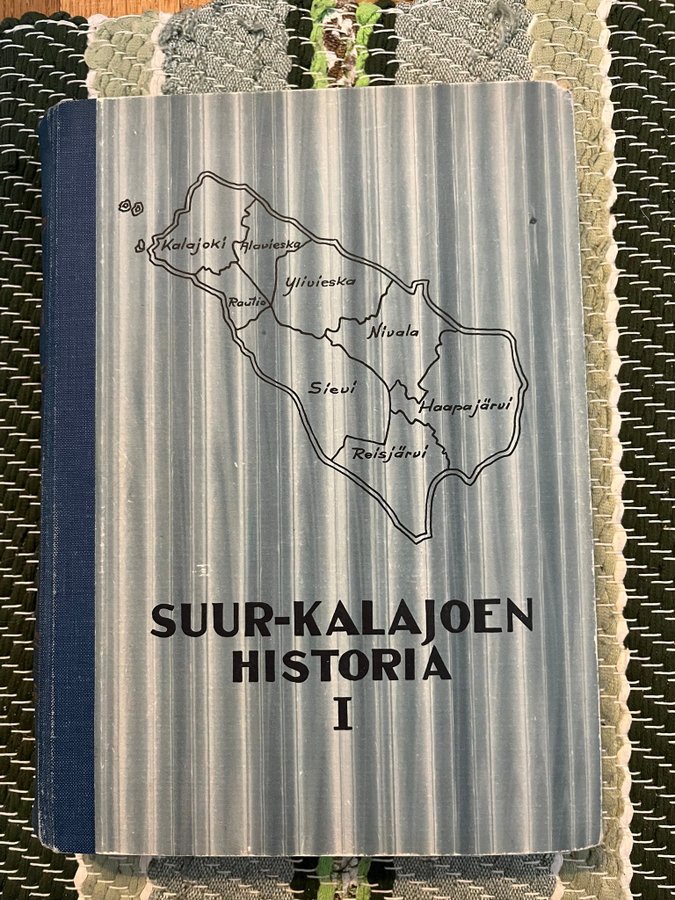 Kalajoki
Alavieska
Ylivieska
Rautio
Nivala
Sievi
Haapajärvi
Reisjärvi
SUUR-KALAJOEN
HISTORIA
I